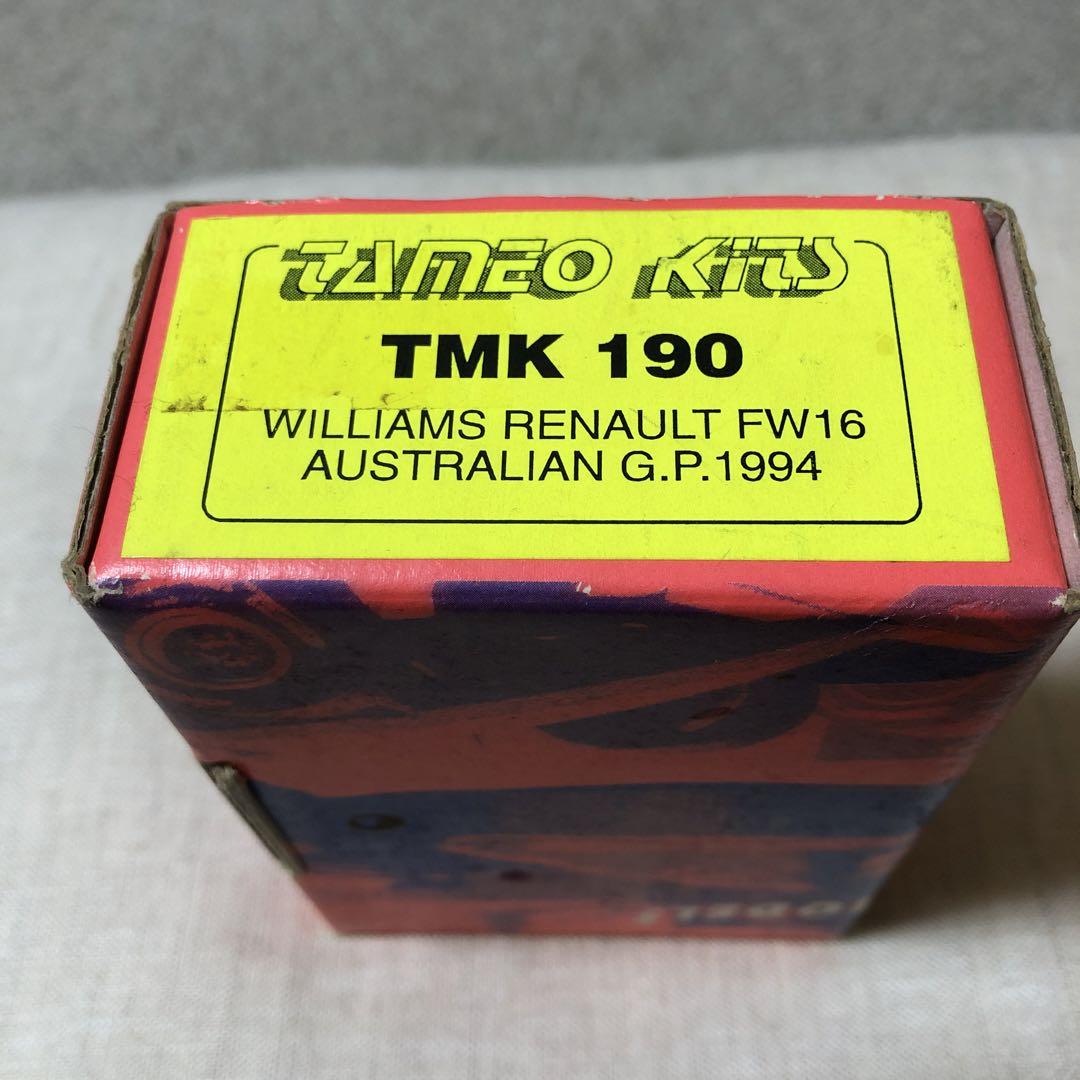 TAMEO KITS
TMK 190
WILLIAMS RENAULT FW16
AUSTRALIAN G.P.1994